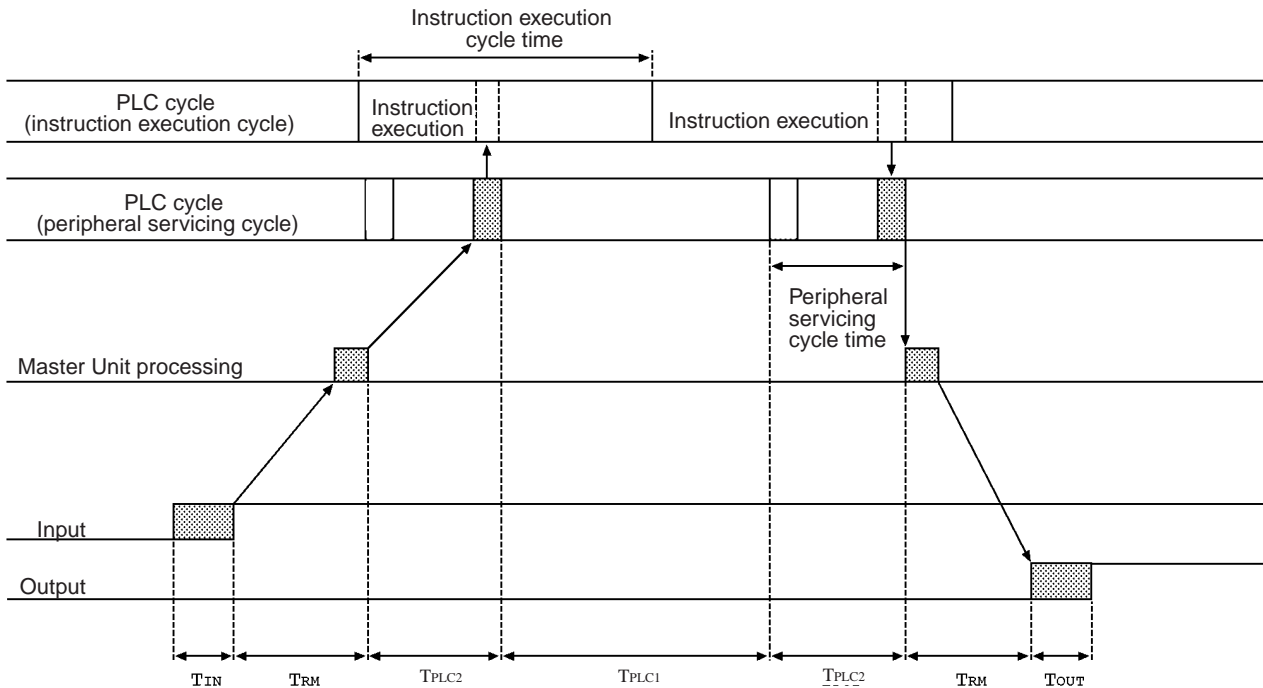 Instruction execution
cycle time
PLC cycle
(instruction execution cycle)
Instruction
execution
Instruction execution
PLC cycle
(peripheral servicing cycle)
Peripheral
servicing
cycle time
Master Unit processing
Input
Output
TIN TRM TPLC2 TPLC1 TPLC2 TRM TOUT